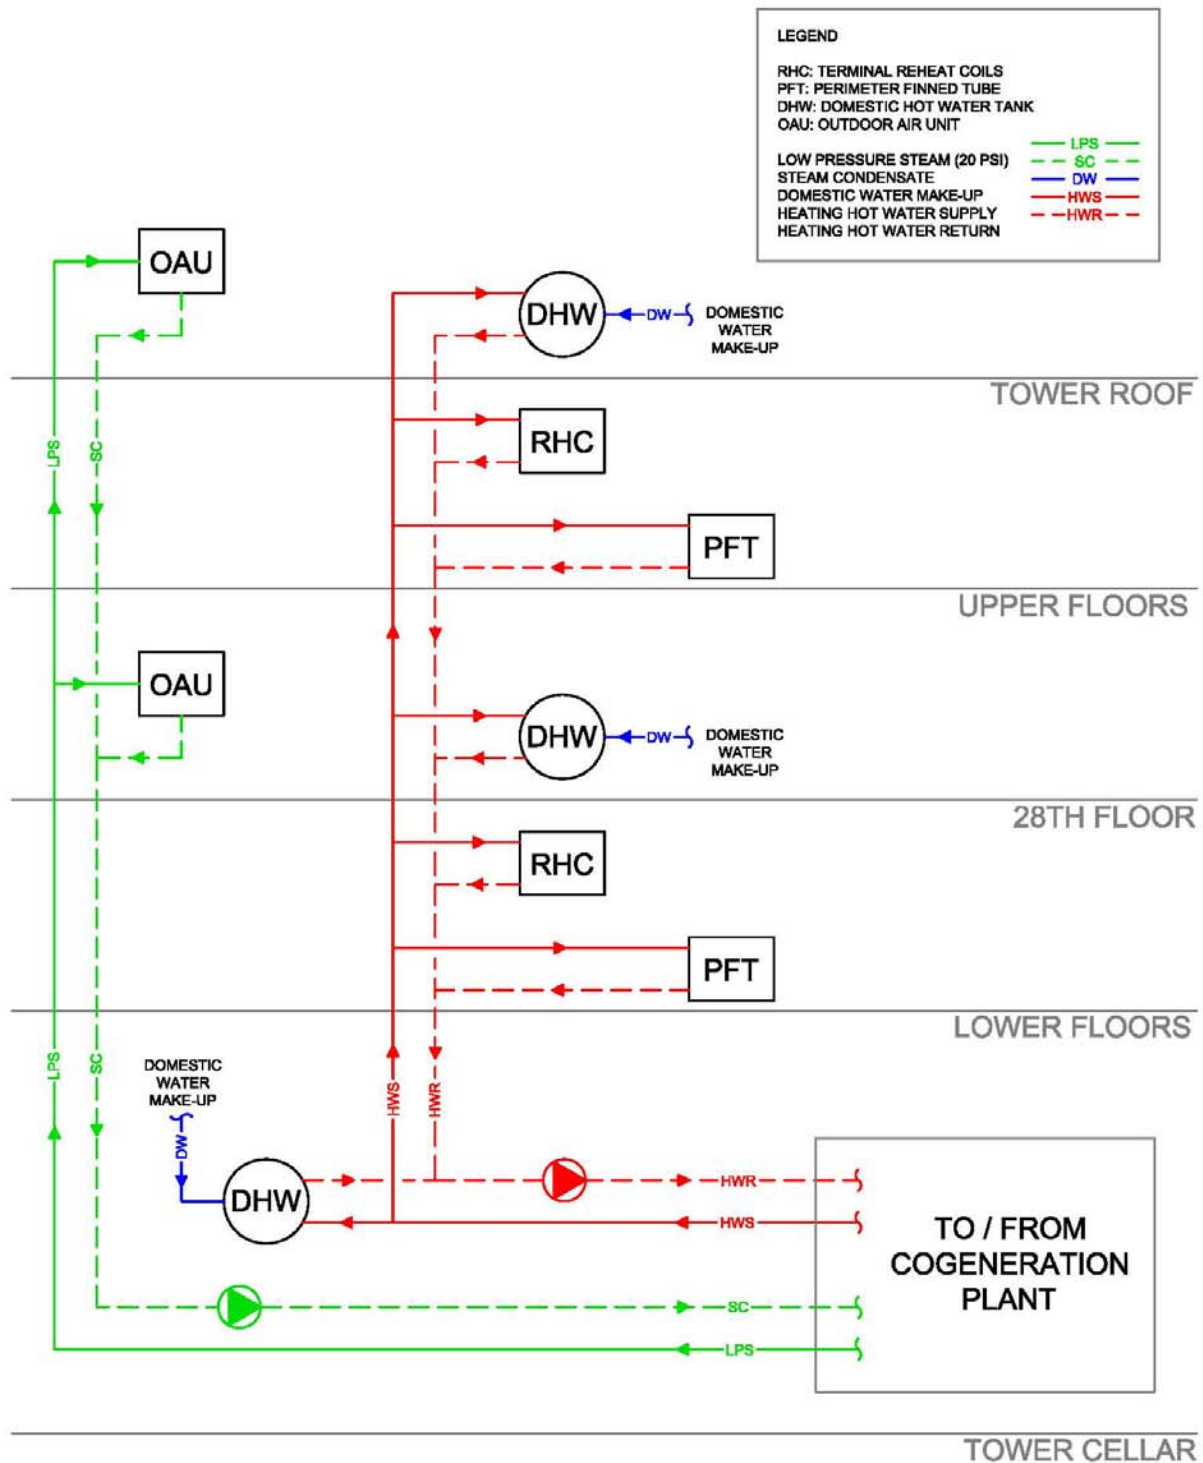 LEGEND
RHC: TERMINAL REHEAT COILS
PFT: PERIMETER FINNED TUBE
DHW: DOMESTIC HOT WATER TANK
OAU: OUTDOOR AIR UNIT
LOW PRESSURE STEAM (20 PSI)
STEAM CONDENSATE
DOMESTIC WATER MAKE-UP
HEATING HOT WATER SUPPLY
HEATING HOT WATER RETURN
LPS
SC
DW
HWS
HWR
OAU
DHW
DW
DOMESTIC
WATER
MAKE-UP
TOWER ROOF
LPS
SC
RHC
PFT
UPPER FLOORS
OAU
DHW
DW
DOMESTIC
WATER
MAKE-UP
28TH FLOOR
RHC
PFT
LOWER FLOORS
LPS
SC
DOMESTIC
WATER
MAKE-UP
DW
HWS
HWR
DHW
HWR
HWS
SC
LPS
TO / FROM
COGENERATION
PLANT
TOWER CELLAR